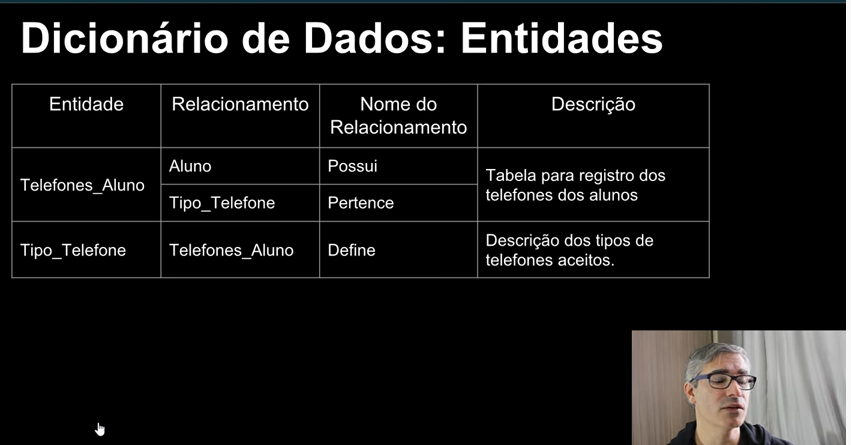 Dicionário de Dados: Entidades
Entidade
Relacionamento
Nome do
Relacionamento
Descrição
Telefones_Aluno
Aluno
Possui
Tabela para registro dos
telefones dos alunos
Tipo_Telefone
Pertence
Tipo_Telefone
Telefones_Aluno
Define
Descrição dos tipos de
telefones aceitos.